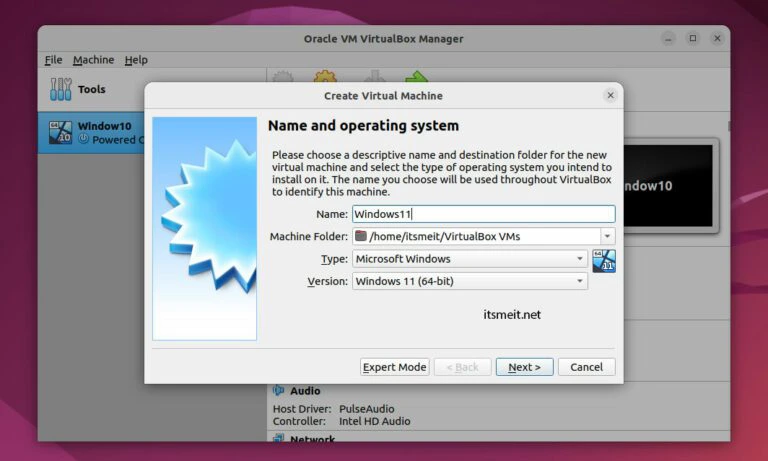 Oracle VM VirtualBox Manager
File Machine Help
Tools
Window10
Powered
Create Virtual Machine
Name and operating system
Please choose a descriptive name and destination folder for the new
virtual machine and select the type of operating system you intend to
install on it. The name you choose will be used throughout VirtualBox
to identify this machine.
Name: Windows11
Machine Folder: /home/itsmeit/VirtualBox VMs
Type: Microsoft Windows
64
11
Version: Windows 11 (64-bit)
itsmeit.net
Expert Mode < Back Next > Cancel
ndow10
Audio
Host Driver: PulseAudio
Controller: Intel HD Audio
Network